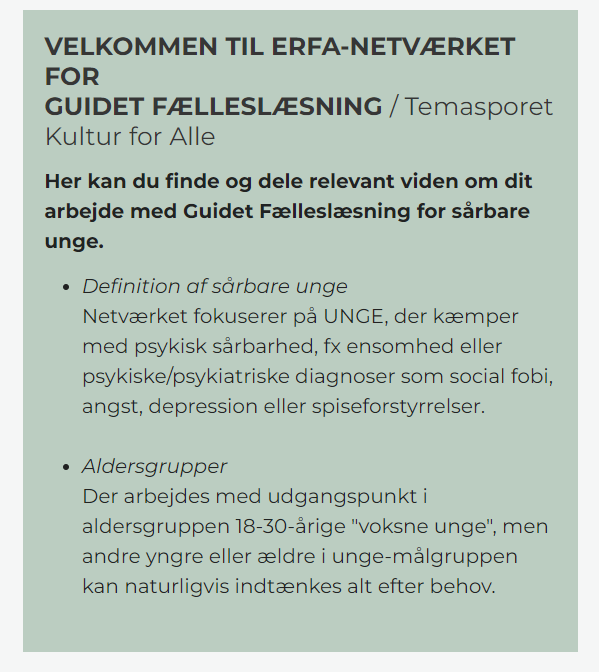 VELKOMMEN TIL ERFA-NETVÆRKET
FOR
GUIDET FÆLLESLÆSNING / Temasporet
Kultur for Alle
Her kan du finde og dele relevant viden om dit
arbejde med Guidet Fælleslæsning for sårbare
unge.
• Definition af sårbare unge
Netværket fokuserer på UNGE, der kæmper
med psykisk sårbarhed, fx ensomhed eller
psykiske/psykiatriske diagnoser som social fobi,
angst, depression eller spiseforstyrrelser.
• Aldersgrupper
Der arbejdes med udgangspunkt i
aldersgruppen 18-30-årige "voksne unge", men
andre yngre eller ældre i unge-målgruppen
kan naturligvis indtænkes alt efter behov.